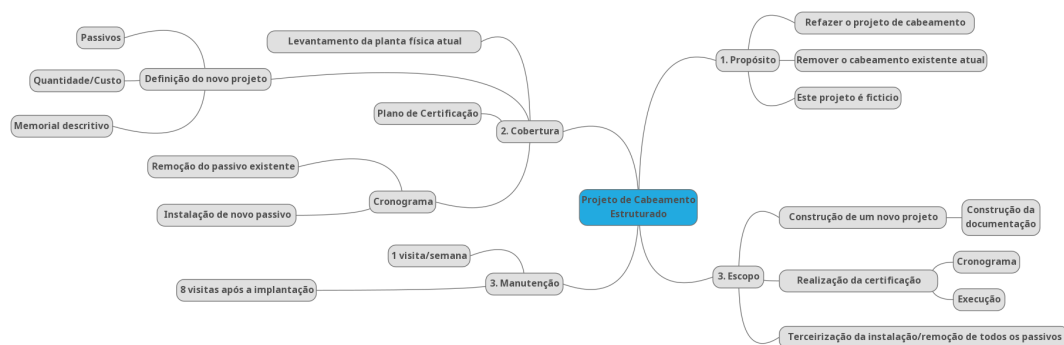 Projeto de Cabeamento
Estruturado
1. Propósito
Refazer o projeto de cabeamento
Remover o cabeamento existente atual
Este projeto é ficticio
2. Cobertura
Levantamento da planta física atual
Definição do novo projeto
Passivos
Quantidade/Custo
Memorial descritivo
Plano de Certificação
Cronograma
Remoção do passivo existente
Instalação de novo passivo
3. Escopo
Construção de um novo projeto
Construção da
documentação
Realização da certificação
Cronograma
Execução
Terceirização da instalação/remoção de todos os passivos
3. Manutenção
1 visita/semana
8 visitas após a implantação